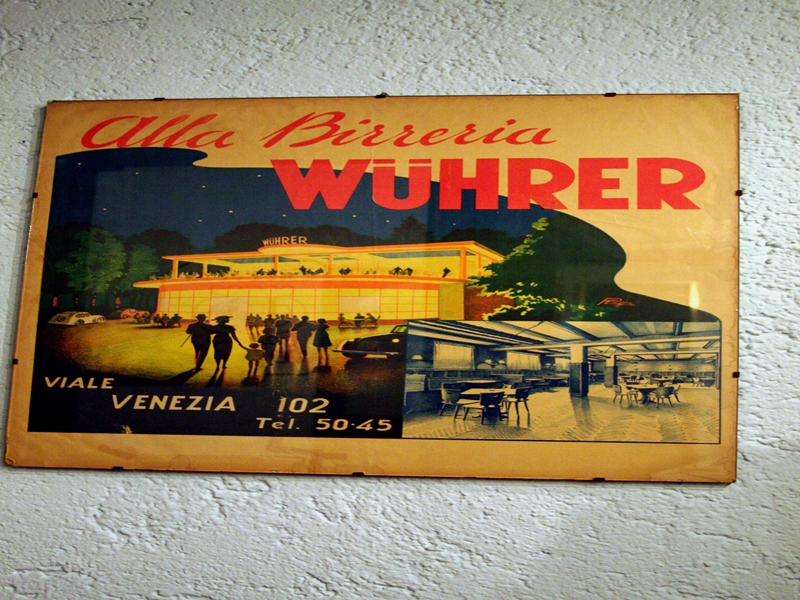 Alla Birreria
WÜHRER
WÜHRER
VIALE
VENEZIA 102
Tel. 50-45